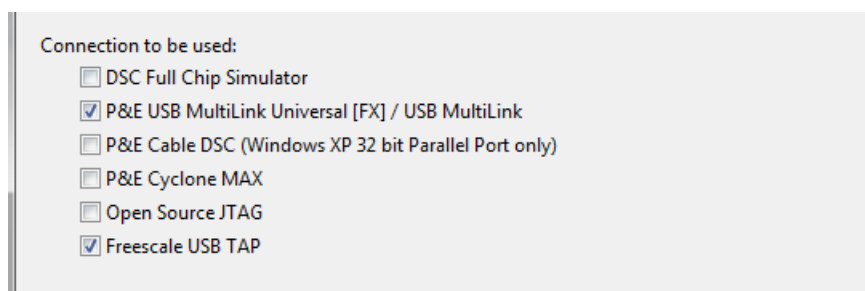 Connection to be used:
DSC Full Chip Simulator
P&E USB MultiLink Universal [FX] / USB MultiLink
P&E Cable DSC (Windows XP 32 bit Parallel Port only)
P&E Cyclone MAX
Open Source JTAG
Freescale USB TAP